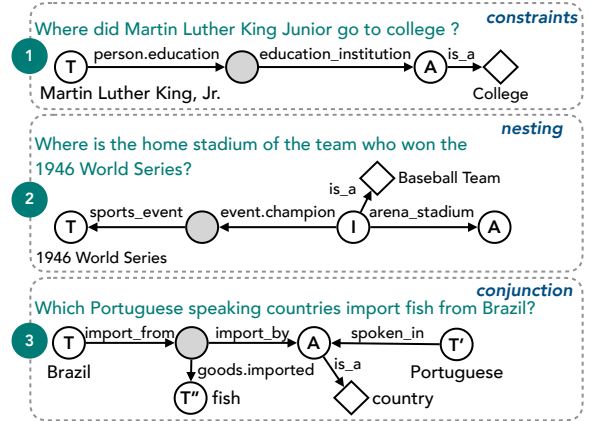 constraints
Where did Martin Luther King Junior go to college ?
1
person.education
education_institution
is_a
T
A
Martin Luther King, Jr.
College
nesting
Where is the home stadium of the team who won the
1946 World Series?
2
is_a
Baseball Team
sports_event
event.champion
arena_stadium
T
I
A
1946 World Series
conjunction
Which Portuguese speaking countries import fish from Brazil?
3
import_from
import_by
spoken_in
T
A
T'
Brazil
goods.imported
is_a
Portuguese
T"
fish
country